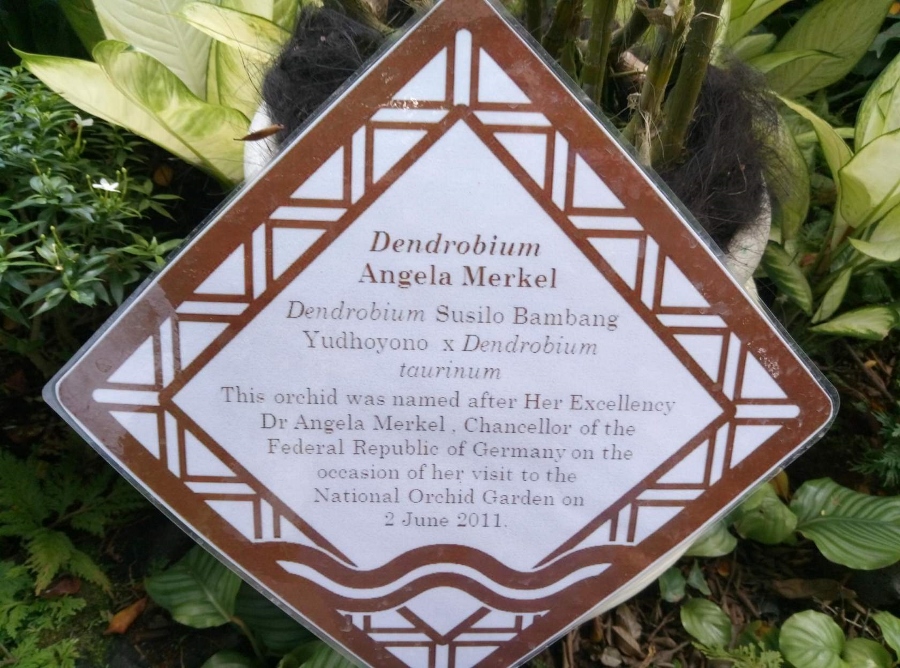 Dendrobium
Angela Merkel
Dendrobium Susilo Bambang
Yudhoyono x Dendrobium
taurinum
This orchid was named after Her Excellency
Dr Angela Merkel , Chancellor of the
Federal Republic of Germany on the
occasion of her visit to the
National Orchid Garden on
2 June 2011.